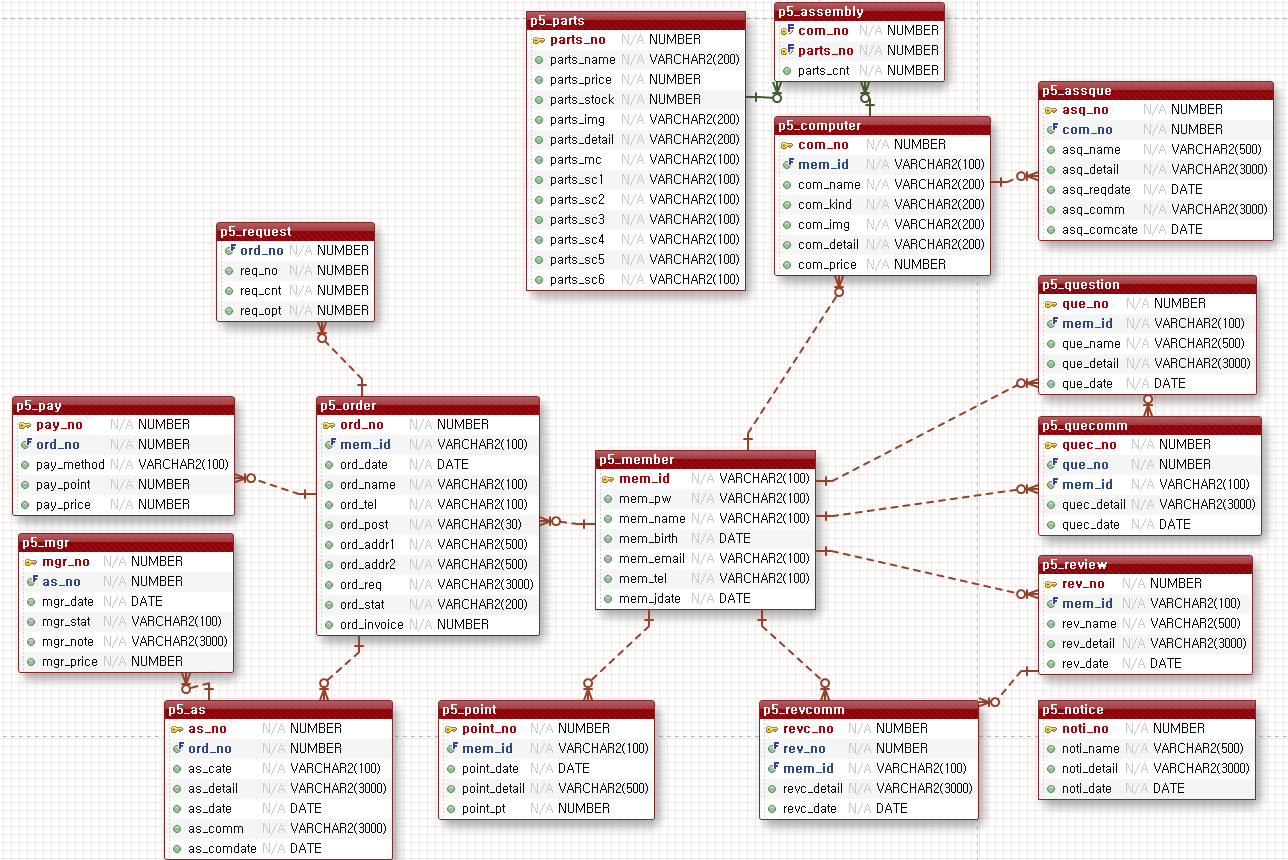 p5_parts
parts_no N/A NUMBER
parts_name N/A VARCHAR2(200)
parts_price N/A NUMBER
parts_stock N/A NUMBER
parts_img N/A VARCHAR2(200)
parts_detail N/A VARCHAR2(200)
parts_mc N/A VARCHAR2(100)
parts_sc1 N/A VARCHAR2(100)
parts_sc2 N/A VARCHAR2(100)
parts_sc3 N/A VARCHAR2(100)
parts_sc4 N/A VARCHAR2(100)
parts_sc5 N/A VARCHAR2(100)
parts_sc6 N/A VARCHAR2(100)
p5_assembly
com_no N/A NUMBER
parts_no N/A NUMBER
parts_cnt N/A NUMBER
p5_computer
com_no N/A NUMBER
mem_id N/A VARCHAR2(100)
com_name N/A VARCHAR2(200)
com_kind N/A VARCHAR2(200)
com_img N/A VARCHAR2(200)
com_detail N/A VARCHAR2(200)
com_price N/A NUMBER
p5_assque
asq_no N/A NUMBER
com_no N/A NUMBER
asq_name N/A VARCHAR2(500)
asq_detail N/A VARCHAR2(3000)
asq_reqdate N/A DATE
asq_comm N/A VARCHAR2(3000)
asq_comcate N/A DATE
p5_request
ord_no N/A NUMBER
req_no N/A NUMBER
req_cnt N/A NUMBER
req_opt N/A NUMBER
p5_question
que_no N/A NUMBER
mem_id N/A VARCHAR2(100)
que_name N/A VARCHAR2(500)
que_detail N/A VARCHAR2(3000)
que_date N/A DATE
p5_pay
pay_no N/A NUMBER
ord_no N/A NUMBER
pay_method N/A VARCHAR2(100)
pay_point N/A NUMBER
pay_price N/A NUMBER
p5_order
ord_no N/A NUMBER
mem_id N/A VARCHAR2(100)
ord_date N/A DATE
ord_name N/A VARCHAR2(100)
ord_tel N/A VARCHAR2(100)
ord_post N/A VARCHAR2(30)
ord_addr1 N/A VARCHAR2(500)
ord_addr2 N/A VARCHAR2(500)
ord_req N/A VARCHAR2(3000)
ord_stat N/A VARCHAR2(200)
ord_invoice N/A NUMBER
p5_member
mem_id N/A VARCHAR2(100)
mem_pw N/A VARCHAR2(100)
mem_name N/A VARCHAR2(100)
mem_birth N/A DATE
mem_email N/A VARCHAR2(100)
mem_tel N/A VARCHAR2(100)
mem_jdate N/A DATE
p5_quecomm
quec_no N/A NUMBER
que_no N/A NUMBER
mem_id N/A VARCHAR2(100)
quec_detail N/A VARCHAR2(3000)
quec_date N/A DATE
p5_mgr
mgr_no N/A NUMBER
as_no N/A NUMBER
mgr_date N/A DATE
mgr_stat N/A VARCHAR2(100)
mgr_note N/A VARCHAR2(3000)
mgr_price N/A NUMBER
p5_review
rev_no N/A NUMBER
mem_id N/A VARCHAR2(100)
rev_name N/A VARCHAR2(500)
rev_detail N/A VARCHAR2(3000)
rev_date N/A DATE
p5_as
as_no N/A NUMBER
ord_no N/A NUMBER
as_cate N/A VARCHAR2(100)
as_detail N/A VARCHAR2(3000)
as_date N/A DATE
as_comm N/A VARCHAR2(3000)
as_comdate N/A DATE
p5_point
point_no N/A NUMBER
mem_id N/A VARCHAR2(100)
point_date N/A DATE
point_detail N/A VARCHAR2(500)
point_pt N/A NUMBER
p5_revcomm
revc_no N/A NUMBER
rev_no N/A NUMBER
mem_id N/A VARCHAR2(100)
revc_detail N/A VARCHAR2(3000)
revc_date N/A DATE
p5_notice
noti_no N/A NUMBER
noti_name N/A VARCHAR2(500)
noti_detail N/A VARCHAR2(3000)
noti_date N/A DATE